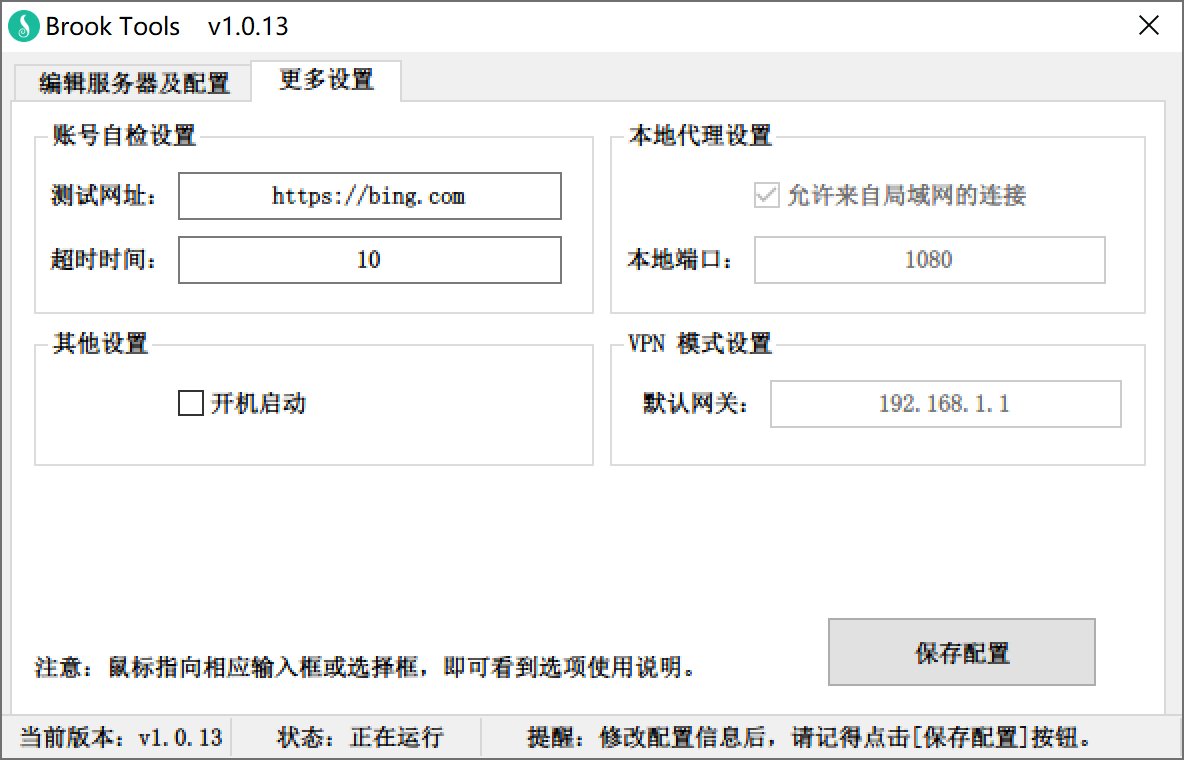 Brook Tools v1.0.13
编辑服务器及配置 更多设置
账号自检设置
测试网址： https://bing.com
超时时间： 10
本地代理设置
允许来自局域网的连接
本地端口： 1080
其他设置
开机启动
VPN 模式设置
默认网关： 192.168.1.1
注意：鼠标指向相应输入框或选择框，即可看到选项使用说明。
保存配置
当前版本：v1.0.13 状态：正在运行 提醒：修改配置信息后，请记得点击[保存配置]按钮。